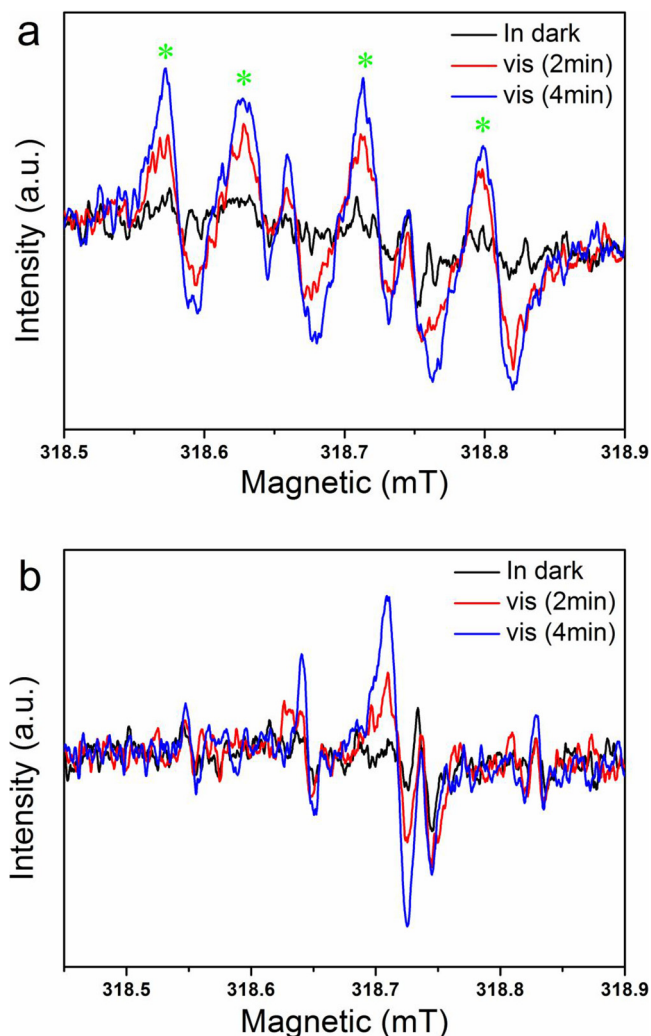 a
* * * *
In dark
vis (2min)
vis (4min)
Intensity (a.u.)
318.5 318.6 318.7 318.8 318.9
Magnetic (mT)
b
In dark
vis (2min)
vis (4min)
Intensity (a.u.)
318.5 318.6 318.7 318.8 318.9
Magnetic (mT)